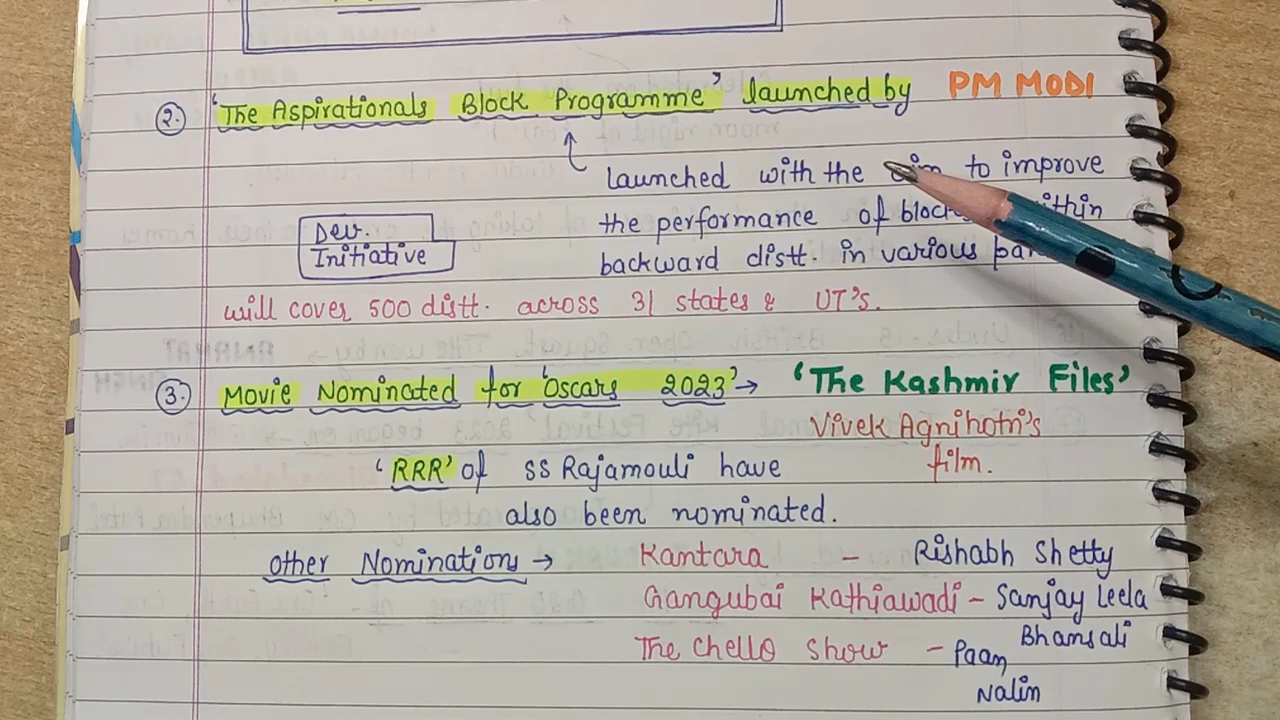 2. 'The Aspirationals Block Programme' launched by PM MODI
launched with the aim to improve
the performance of block within
Dev.
Initiative
backward distt. in various
will cover 500 distt. across 31 states & UT's.
3. Movie Nominated for 'Oscars 2023' → 'The Kashmir Files'
Vivek Agnihotri's
film.
'RRR' of SS Rajamouli have
also been nominated.
other Nominations → Kantara - Rishabh Shetty
Gangubai Kathiawadi - Sanjay Leela
Bhansali
The Chello Show - Paan
Nalin